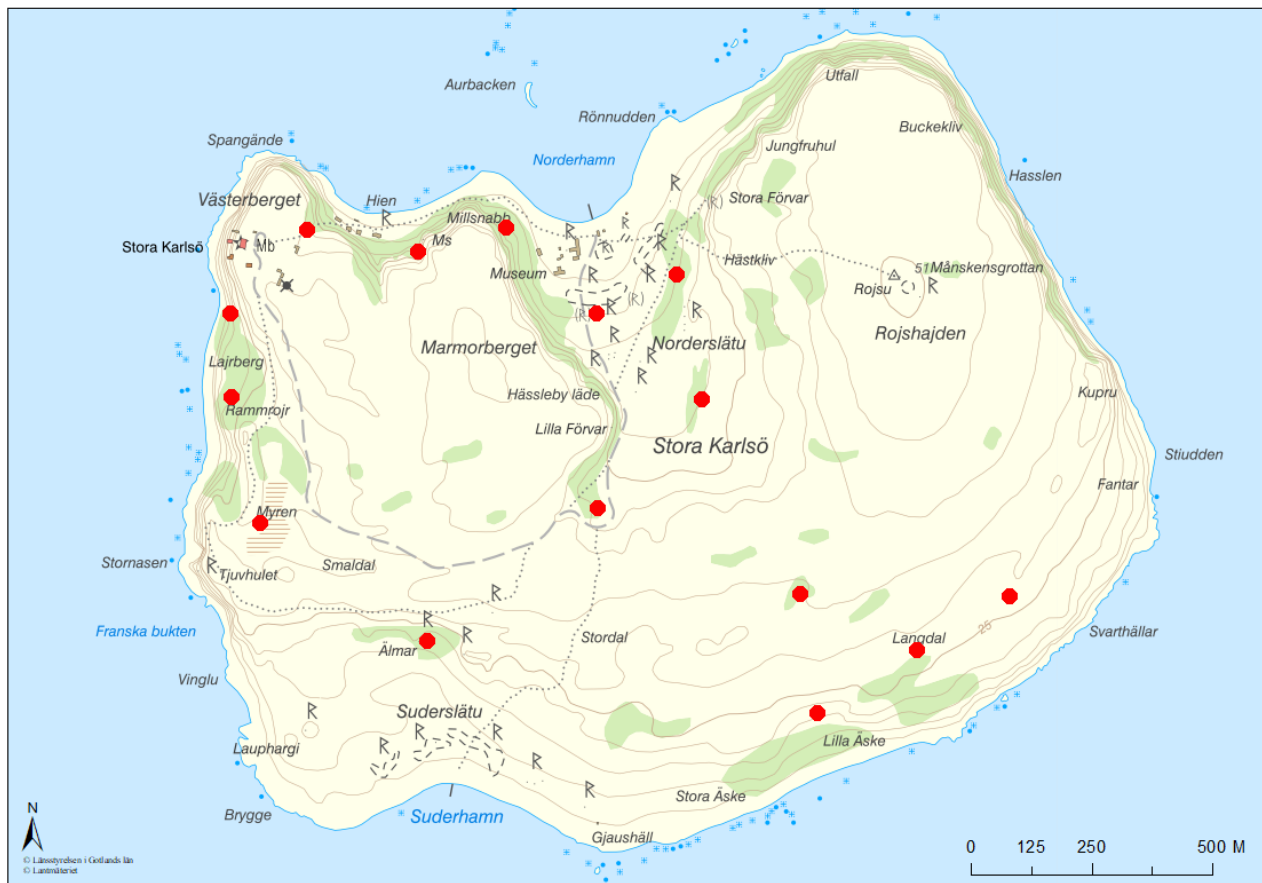 Utfall
Aurbacken
Rönnudden
Buckekliv
Spangände
Jungfruhul
Norderhamn
Hasslen
Västerberget
Hien
Stora Förvar
(R)
Millsnabb
Ms
Stora Karlsö
Mb
Museum
Hästkliv
51
Månskensgrottan
Rojsu
(R)
(R)
Rojshajden
Norderslätu
Marmorberget
Lajrberg
Hässleby läde
Kupru
Rammrojr
Lilla Förvar
Stora Karlsö
Stiudden
Fantar
Myren
Stornasen
Smaldal
Tjuvhulet
Franska bukten
Stordal
25
Svarthällar
Langdal
Älmar
Vinglu
Suderslätu
Lilla Äske
Lauphargi
Stora Äske
Brygge
Suderhamn
Gjaushäll
N
© Länsstyrelsen i Gotlands län
© Lantmäteriet
0 125 250 500 M